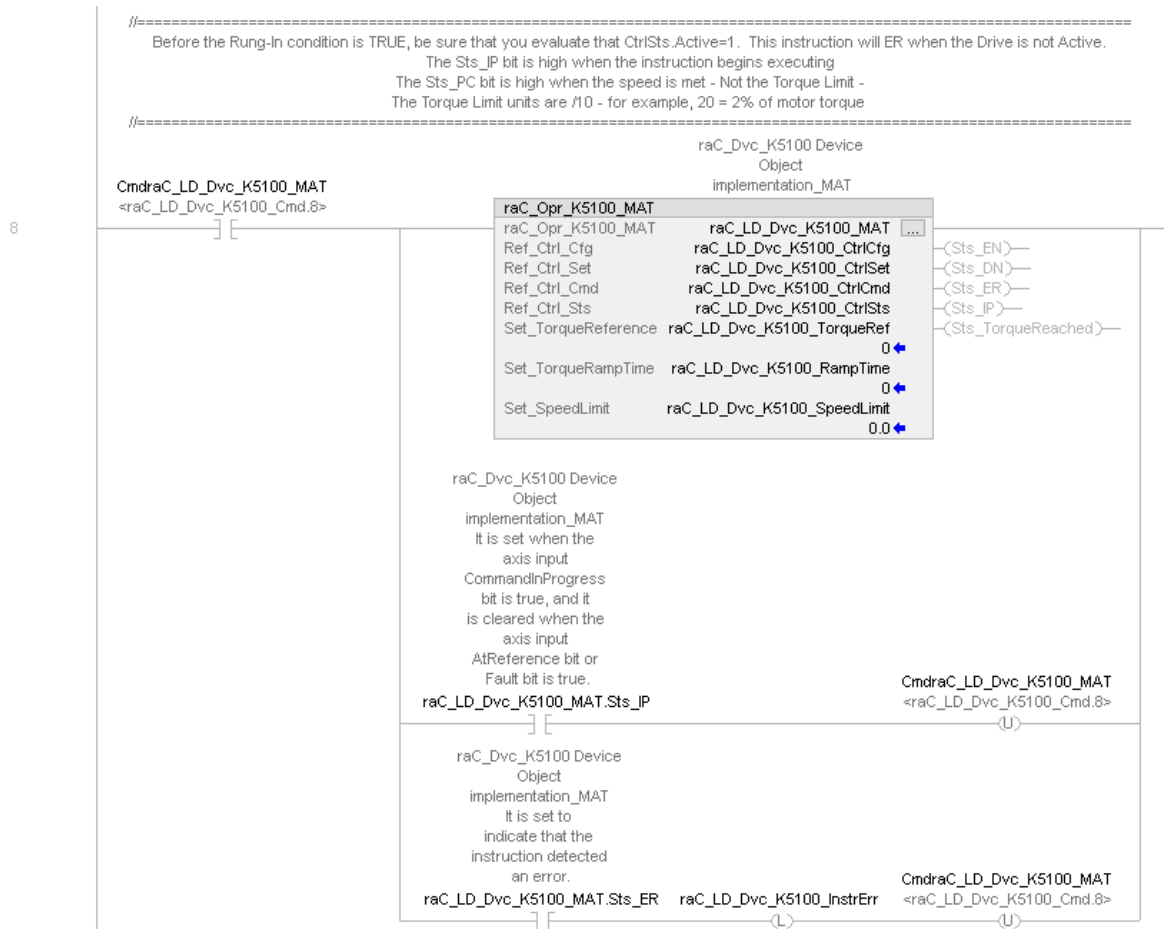 //====================================================================================================================
Before the Rung-In condition is TRUE, be sure that you evaluate that CtrlSts.Active=1. This instruction will ER when the Drive is not Active.
The Sts_IP bit is high when the instruction begins executing
The Sts_PC bit is high when the speed is met - Not the Torque Limit -
The Torque Limit units are /10 - for example, 20 = 2% of motor torque
//====================================================================================================================
raC_Dvc_K5100 Device
Object
implementation_MAT
CmdraC_LD_Dvc_K5100_MAT
<raC_LD_Dvc_K5100_Cmd.8>
8
raC_Opr_K5100_MAT
raC_Opr_K5100_MAT raC_LD_Dvc_K5100_MAT ...
Ref_Ctrl_Cfg raC_LD_Dvc_K5100_CtrlCfg (Sts_EN)
Ref_Ctrl_Set raC_LD_Dvc_K5100_CtrlSet (Sts_DN)
Ref_Ctrl_Cmd raC_LD_Dvc_K5100_CtrlCmd (Sts_ER)
Ref_Ctrl_Sts raC_LD_Dvc_K5100_CtrlSts (Sts_IP)
Set_TorqueReference raC_LD_Dvc_K5100_TorqueRef (Sts_TorqueReached)
0
Set_TorqueRampTime raC_LD_Dvc_K5100_RampTime
0
Set_SpeedLimit raC_LD_Dvc_K5100_SpeedLimit
0.0
raC_Dvc_K5100 Device
Object
implementation_MAT
It is set when the
axis input
CommandInProgress
bit is true, and it
is cleared when the
axis input
AtReference bit or
Fault bit is true.
raC_LD_Dvc_K5100_MAT.Sts_IP
CmdraC_LD_Dvc_K5100_MAT
<raC_LD_Dvc_K5100_Cmd.8>
(U)
raC_Dvc_K5100 Device
Object
implementation_MAT
It is set to
indicate that the
instruction detected
an error.
raC_LD_Dvc_K5100_MAT.Sts_ER
raC_LD_Dvc_K5100_InstrErr
(L)
CmdraC_LD_Dvc_K5100_MAT
<raC_LD_Dvc_K5100_Cmd.8>
(U)